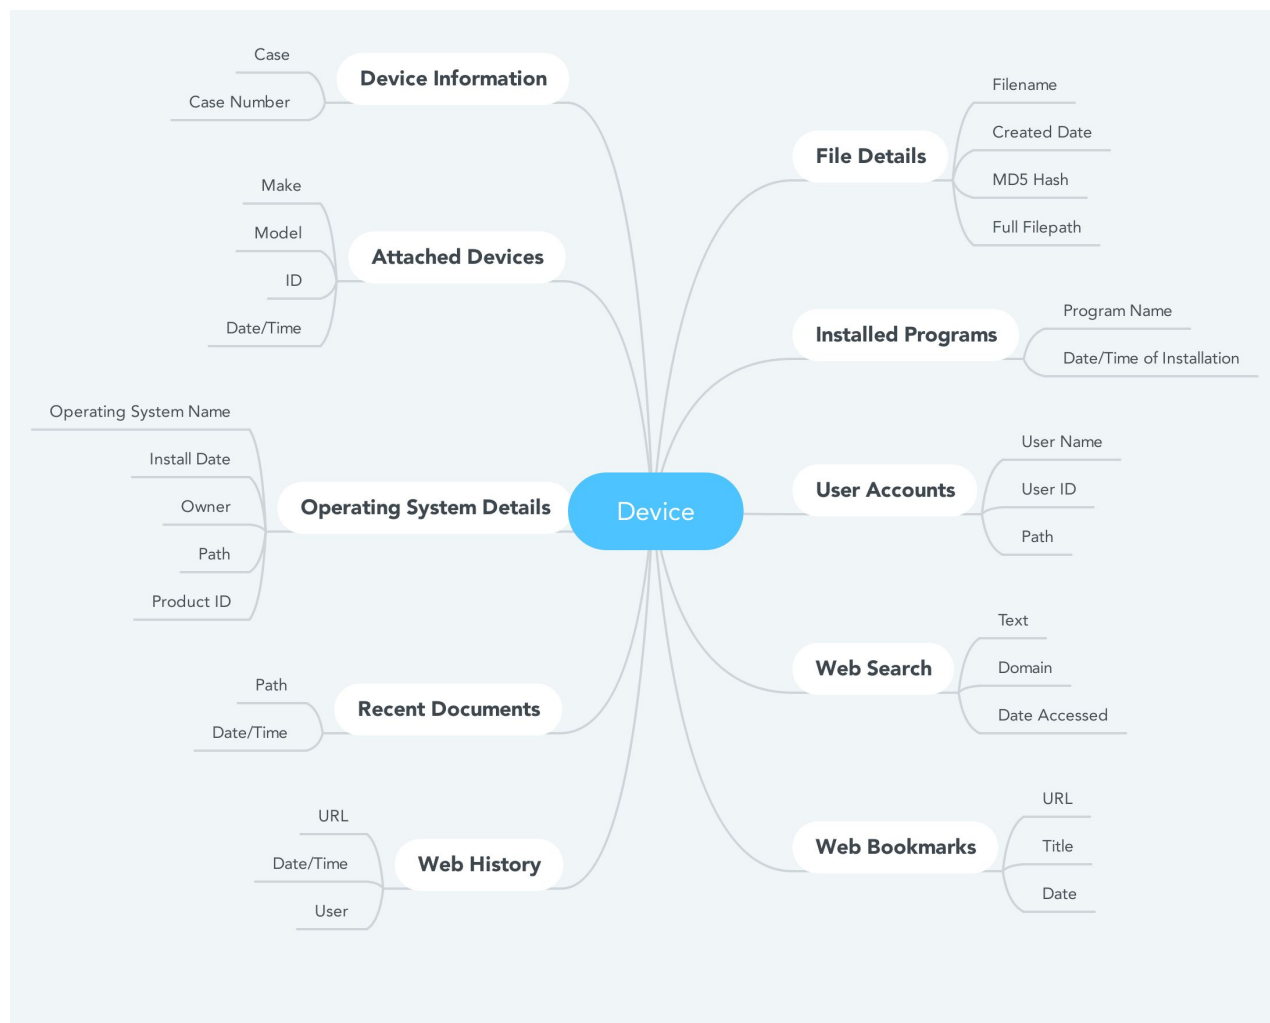 Device
Device Information
Case
Case Number
Attached Devices
Make
Model
ID
Date/Time
Operating System Details
Operating System Name
Install Date
Owner
Path
Product ID
Recent Documents
Path
Date/Time
Web History
URL
Date/Time
User
File Details
Filename
Created Date
MD5 Hash
Full Filepath
Installed Programs
Program Name
Date/Time of Installation
User Accounts
User Name
User ID
Path
Web Search
Text
Domain
Date Accessed
Web Bookmarks
URL
Title
Date